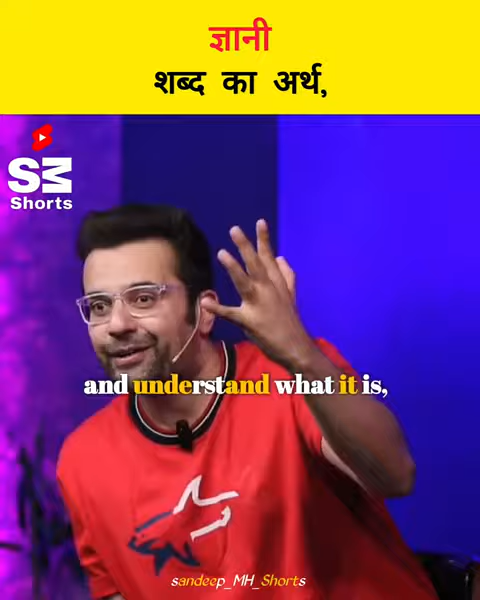 ज्ञानी
शब्द का अर्थ,
SM
Shorts
and understand what it is,
sandeep_MH_Shorts